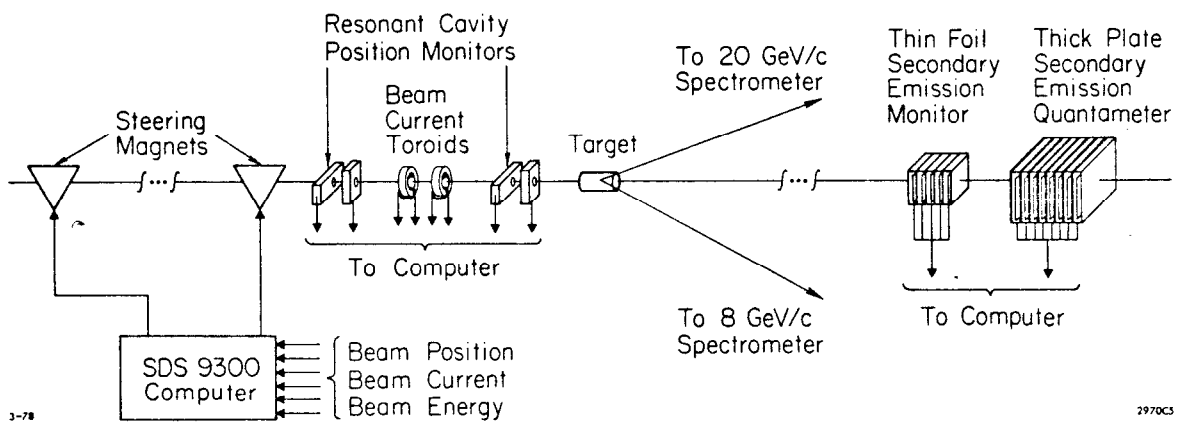 Resonant Cavity
Position Monitors
Steering
Magnets
Beam
Current
Toroids
To 20 GeV/c
Spectrometer
Target
Thin Foil
Secondary
Emission
Monitor
Thick Plate
Secondary
Emission
Quantameter
To Computer
To 8 GeV/c
Spectrometer
To Computer
SDS 9300
Computer
Beam Position
Beam Current
Beam Energy
3-78
2970C5